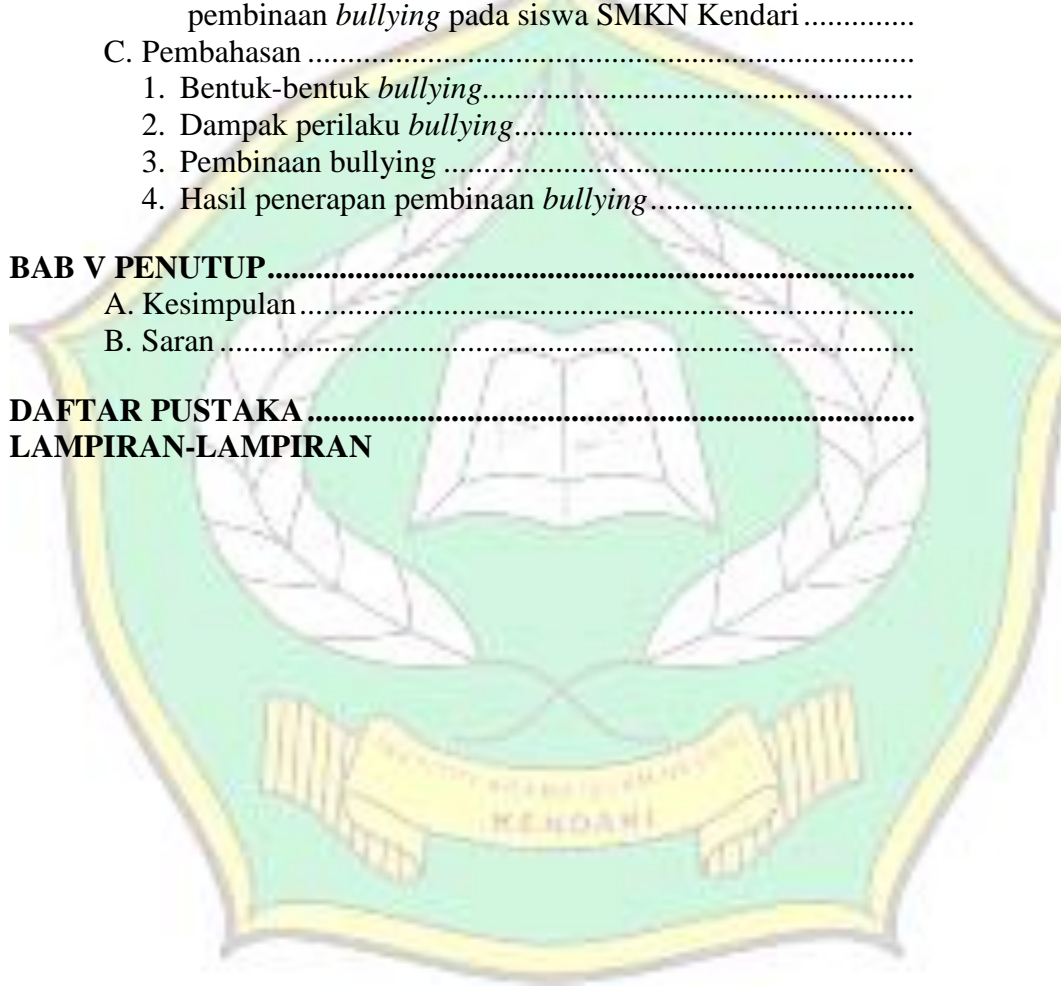 pembinaan bullying pada siswa SMKN Kendari ..............
C. Pembahasan .............................................................................
1. Bentuk-bentuk bullying......................................................
2. Dampak perilaku bullying.................................................
3. Pembinaan bullying ...........................................................
4. Hasil penerapan pembinaan bullying.................................
BAB V PENUTUP.................................................................................
A. Kesimpulan.............................................................................
B. Saran .......................................................................................
DAFTAR PUSTAKA ............................................................................
LAMPIRAN-LAMPIRAN
KENDARI